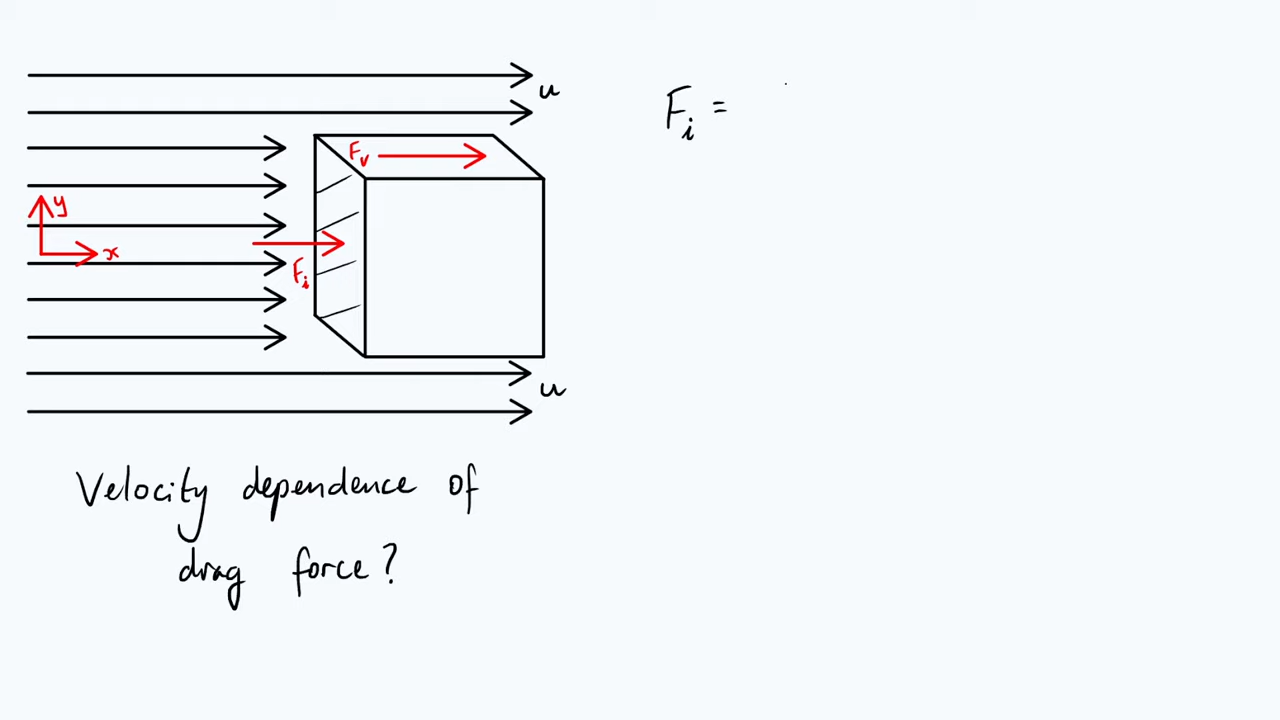 u
F_i =
F_v
y
x
F_i
u
Velocity dependence of
drag force?